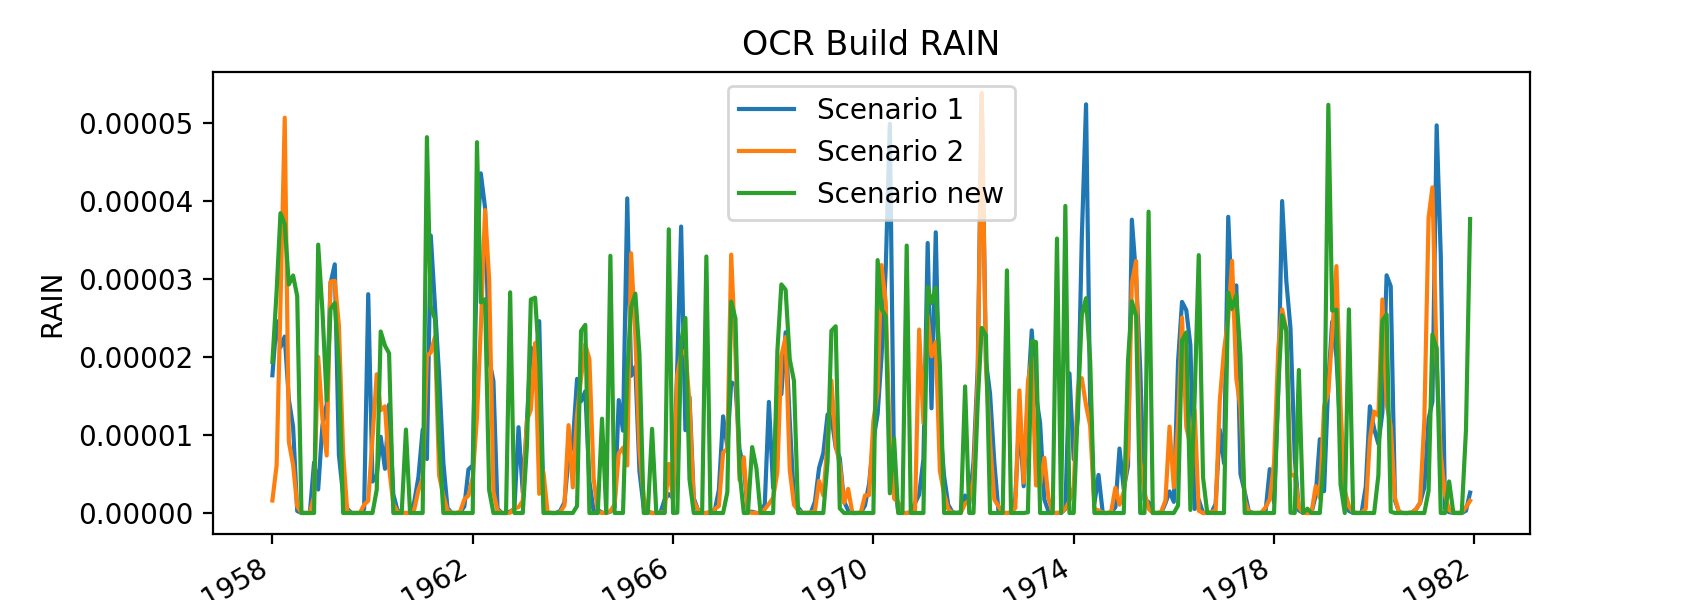 OCR Build RAIN
Scenario 1
Scenario 2
Scenario new
RAIN
0.00005
0.00004
0.00003
0.00002
0.00001
0.00000
1958
1962
1966
1970
1974
1978
1982